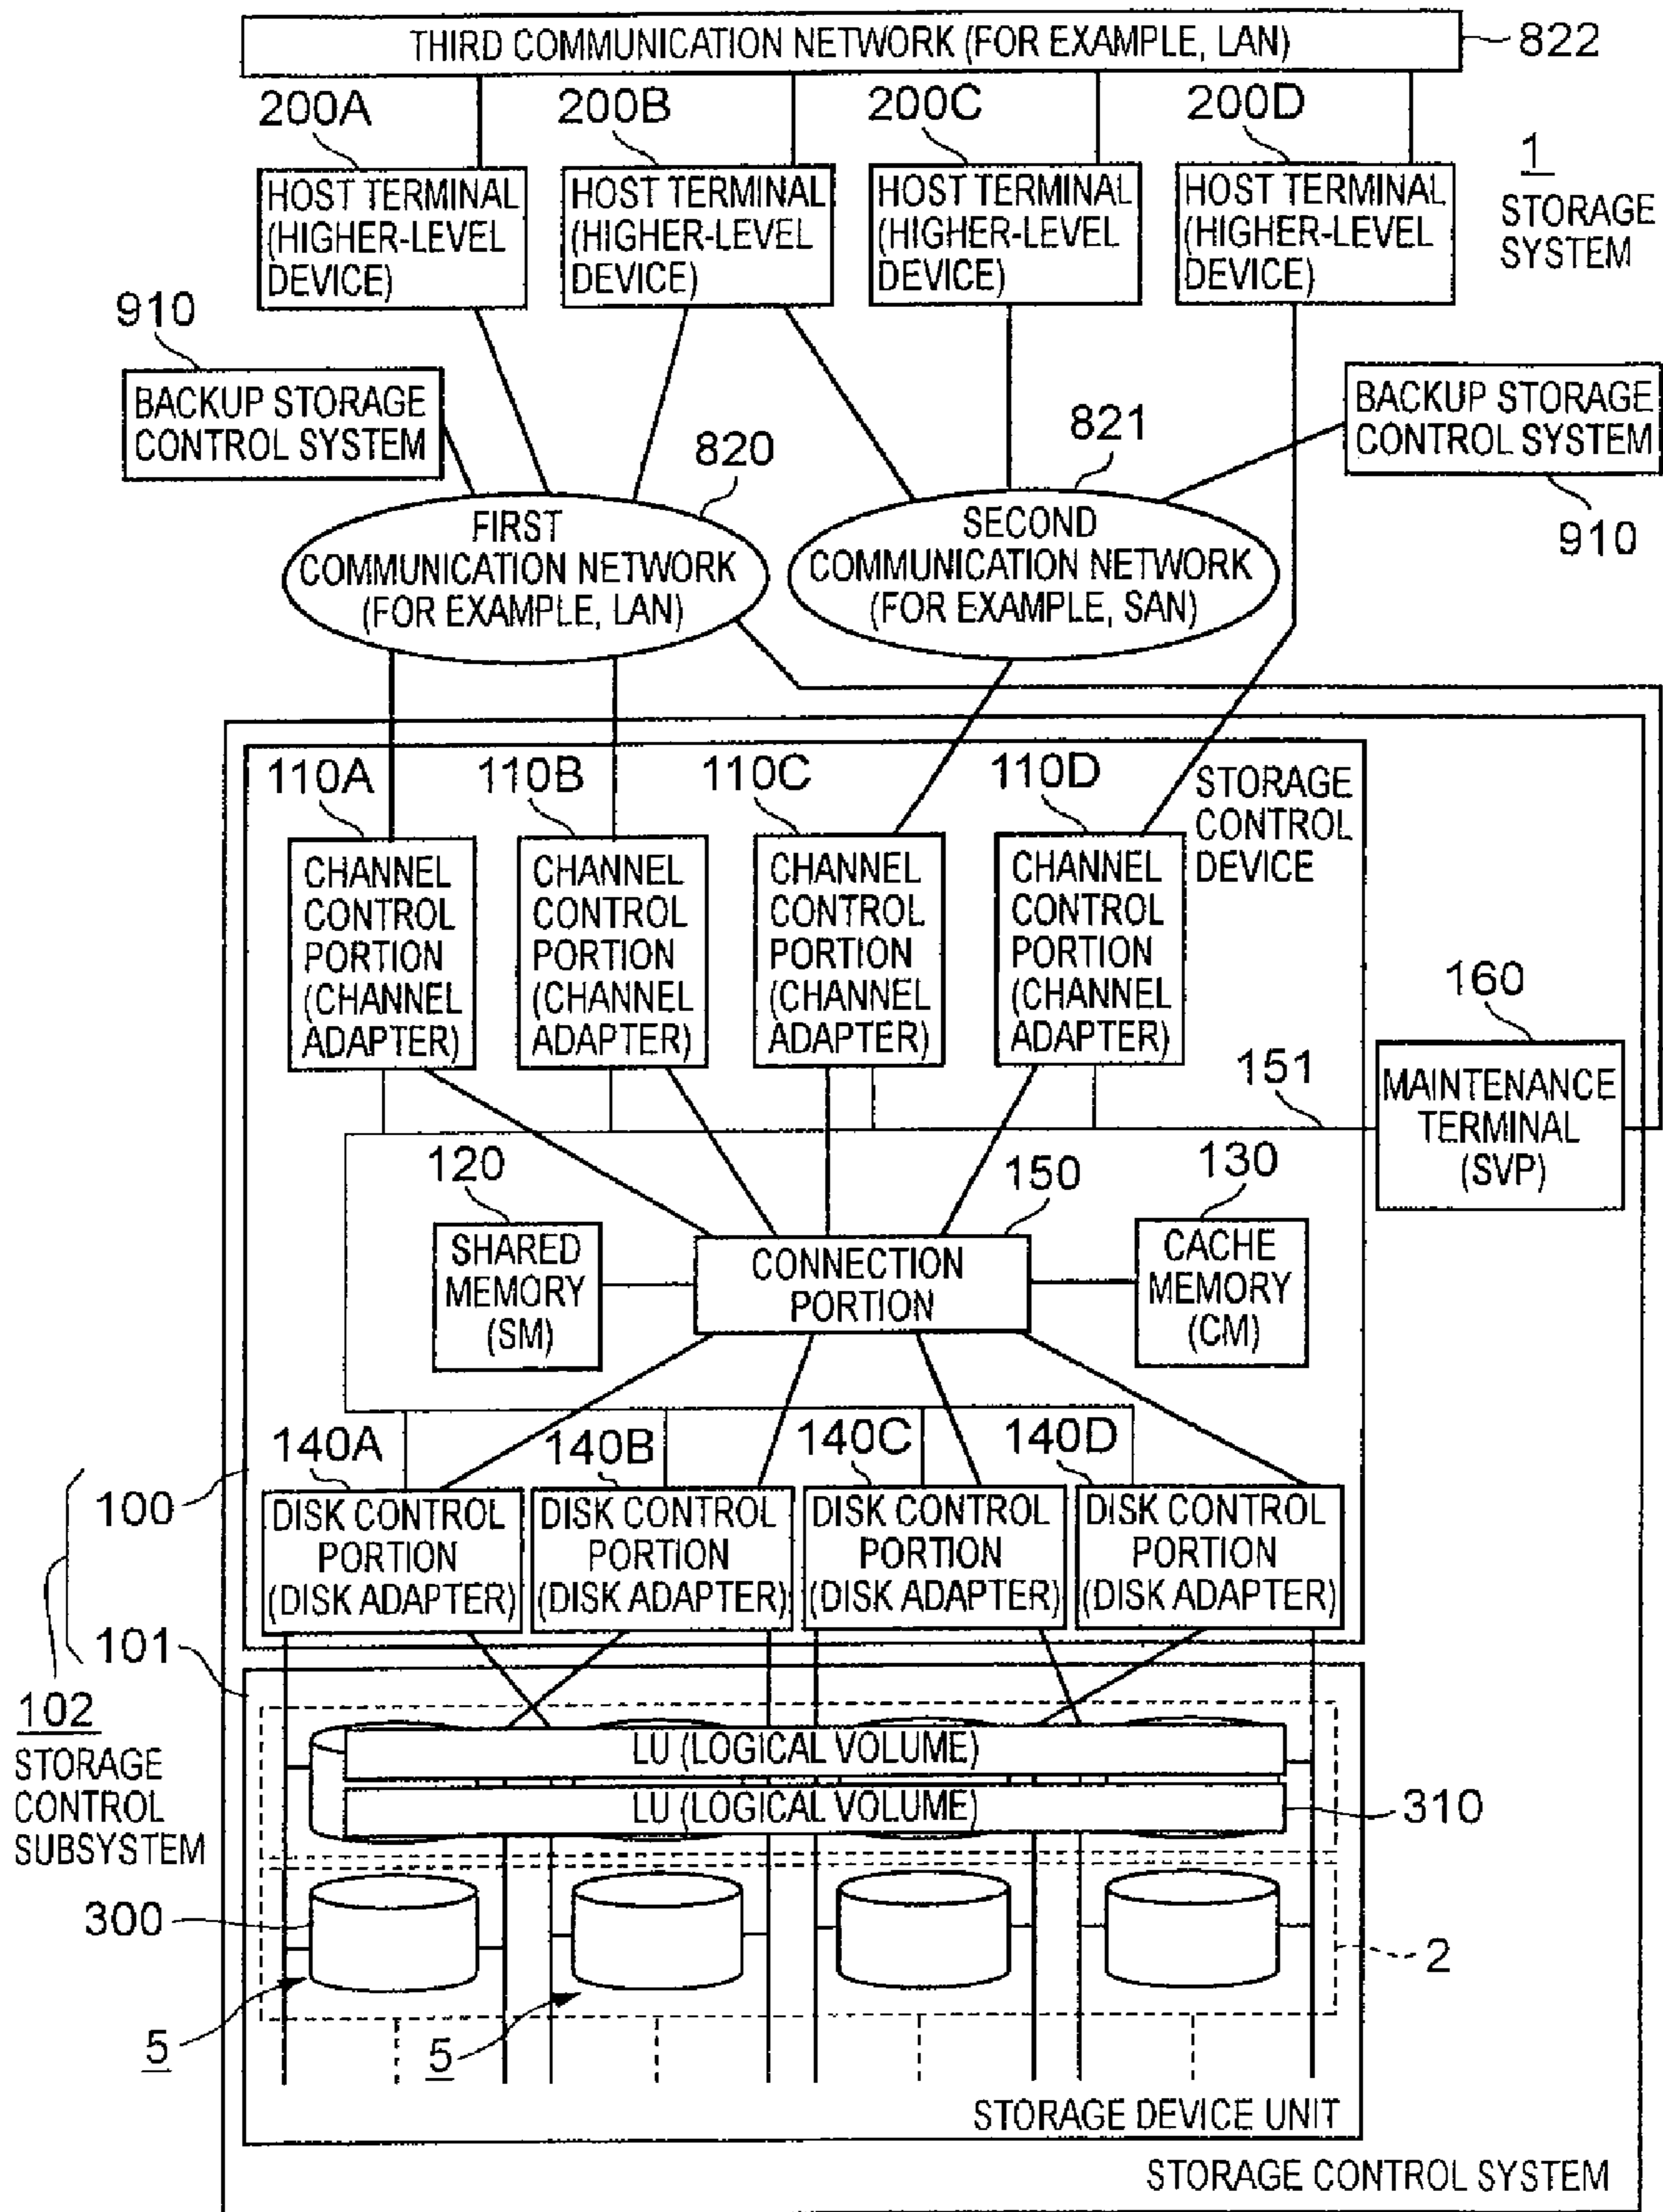 THIRD COMMUNICATION NETWORK (FOR EXAMPLE, LAN)
822
200A
200B
200C
200D
HOST TERMINAL
(HIGHER-LEVEL
DEVICE)
HOST TERMINAL
(HIGHER-LEVEL
DEVICE)
HOST TERMINAL
(HIGHER-LEVEL
DEVICE)
HOST TERMINAL
(HIGHER-LEVEL
DEVICE)
1
STORAGE
SYSTEM
910
BACKUP STORAGE
CONTROL SYSTEM
820
821
BACKUP STORAGE
CONTROL SYSTEM
910
FIRST
COMMUNICATION NETWORK
(FOR EXAMPLE, LAN)
SECOND
COMMUNICATION NETWORK
(FOR EXAMPLE, SAN)
110A
110B
110C
110D
STORAGE
CONTROL
DEVICE
CHANNEL
CONTROL
PORTION
(CHANNEL
ADAPTER)
CHANNEL
CONTROL
PORTION
(CHANNEL
ADAPTER)
CHANNEL
CONTROL
PORTION
(CHANNEL
ADAPTER)
CHANNEL
CONTROL
PORTION
(CHANNEL
ADAPTER)
160
151
MAINTENANCE
TERMINAL
(SVP)
120
150
130
SHARED
MEMORY
(SM)
CONNECTION
PORTION
CACHE
MEMORY
(CM)
140A
140B
140C
140D
100
DISK CONTROL
PORTION
(DISK ADAPTER)
DISK CONTROL
PORTION
(DISK ADAPTER)
DISK CONTROL
PORTION
(DISK ADAPTER)
DISK CONTROL
PORTION
(DISK ADAPTER)
101
102
STORAGE
CONTROL
SUBSYSTEM
LU (LOGICAL VOLUME)
LU (LOGICAL VOLUME)
310
300
2
5
5
STORAGE DEVICE UNIT
STORAGE CONTROL SYSTEM